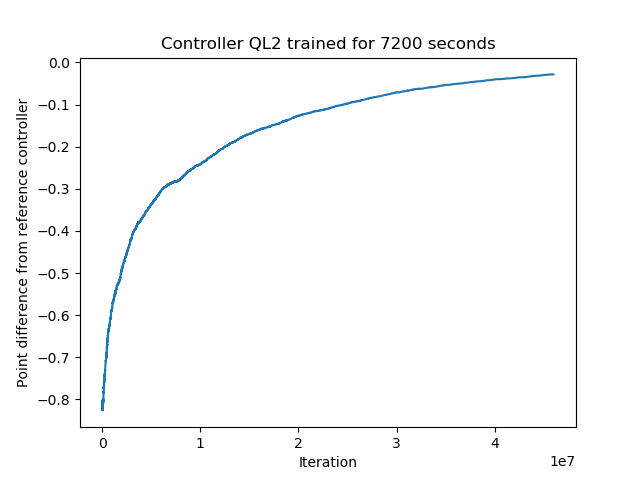 Controller QL2 trained for 7200 seconds
Point difference from reference controller
0.0
−0.1
−0.2
−0.3
−0.4
−0.5
−0.6
−0.7
−0.8
0 1 2 3 4
Iteration
1e7